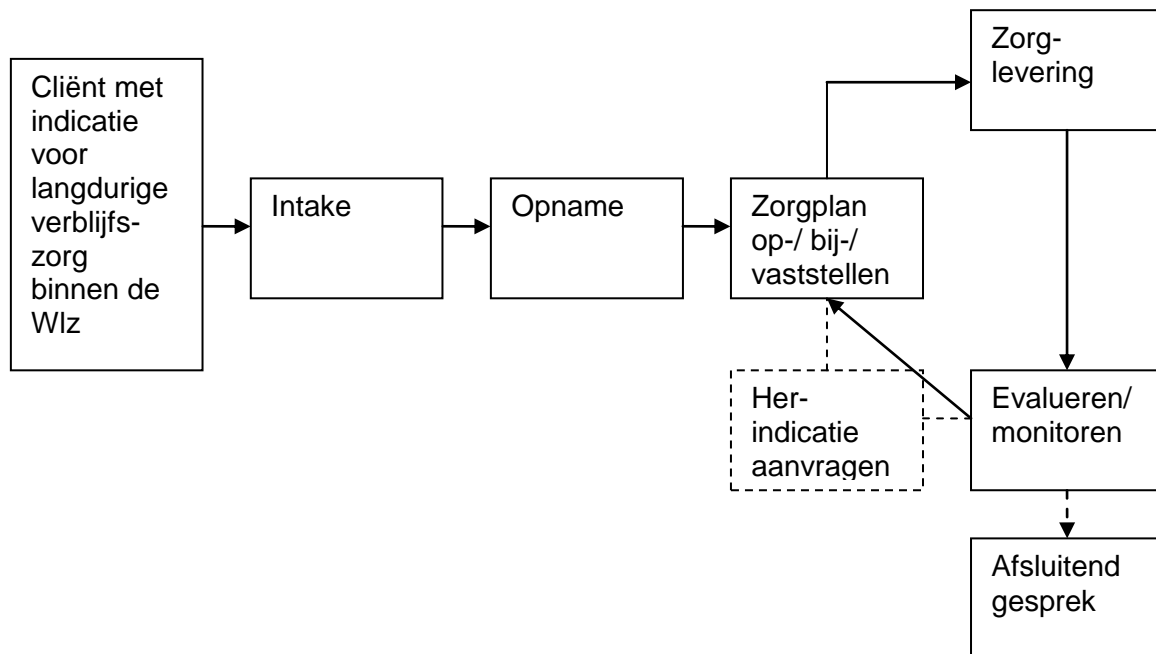 Cliënt met
indicatie
voor
langdurige
verblijfs-
zorg
binnen de
Wlz
Intake
Opname
Zorgplan
op-/ bij-/
vaststellen
Zorg-
levering
Her-
indicatie
aanvragen
Evalueren/
monitoren
Afsluitend
gesprek